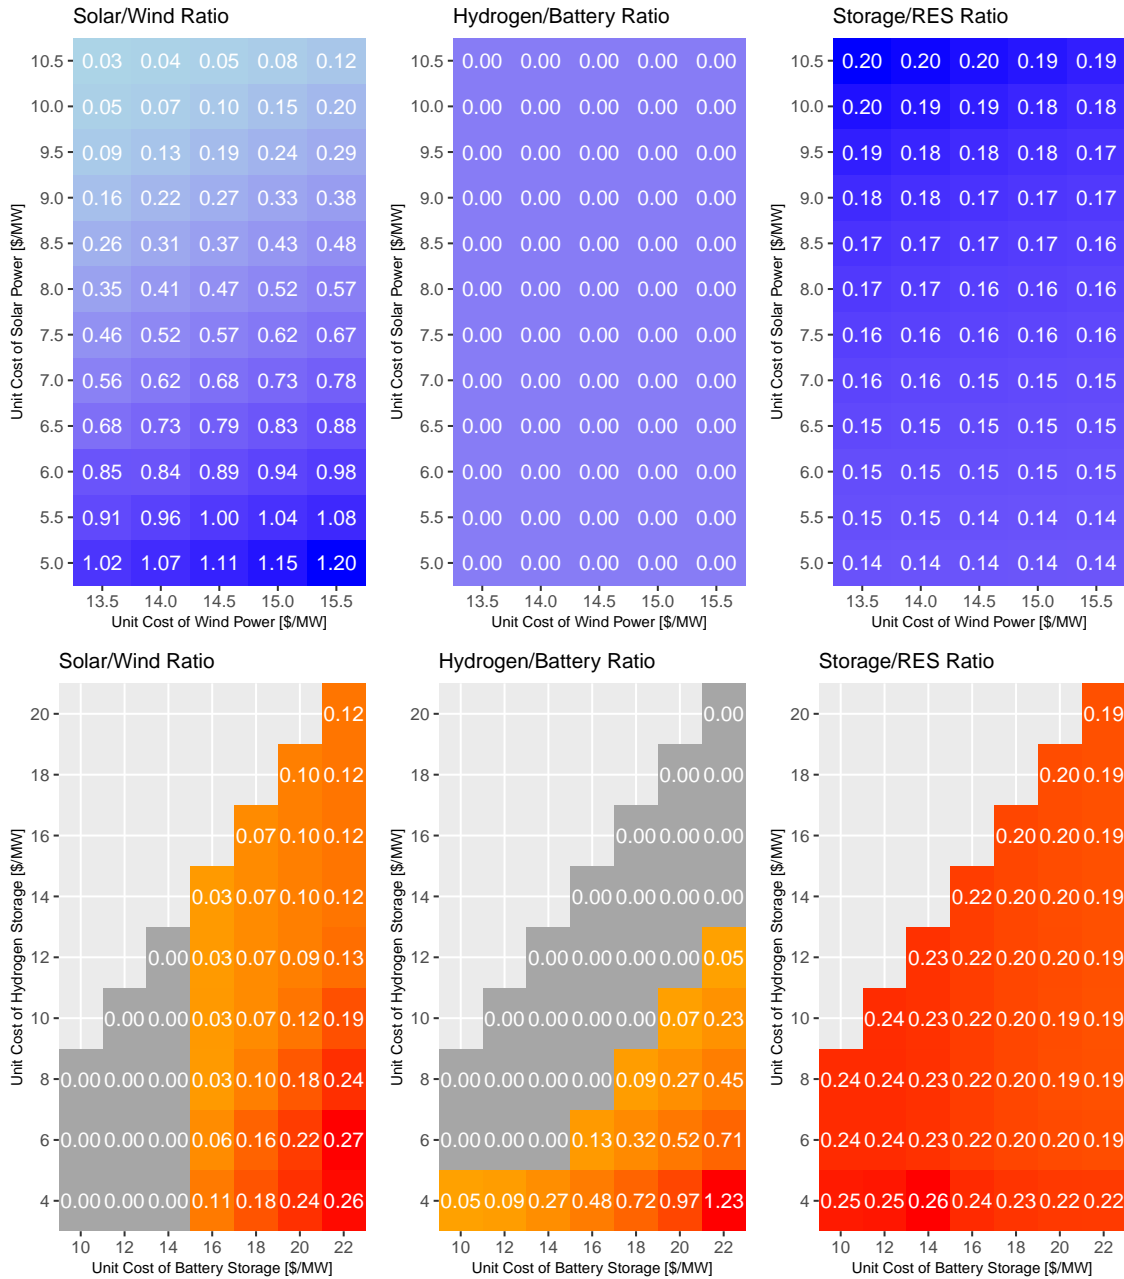 Solar/Wind Ratio
Hydrogen/Battery Ratio
Storage/RES Ratio
Unit Cost of Solar Power [$/MW]
10.5 0.03 0.04 0.05 0.08 0.12
10.0 0.05 0.07 0.10 0.15 0.20
9.5 0.09 0.13 0.19 0.24 0.29
9.0 0.16 0.22 0.27 0.33 0.38
8.5 0.26 0.31 0.37 0.43 0.48
8.0 0.35 0.41 0.47 0.52 0.57
7.5 0.46 0.52 0.57 0.62 0.67
7.0 0.56 0.62 0.68 0.73 0.78
6.5 0.68 0.73 0.79 0.83 0.88
6.0 0.85 0.84 0.89 0.94 0.98
5.5 0.91 0.96 1.00 1.04 1.08
5.0 1.02 1.07 1.11 1.15 1.20
13.5 14.0 14.5 15.0 15.5
Unit Cost of Wind Power [$/MW]
Unit Cost of Solar Power [$/MW]
10.5 0.00 0.00 0.00 0.00 0.00
10.0 0.00 0.00 0.00 0.00 0.00
9.5 0.00 0.00 0.00 0.00 0.00
9.0 0.00 0.00 0.00 0.00 0.00
8.5 0.00 0.00 0.00 0.00 0.00
8.0 0.00 0.00 0.00 0.00 0.00
7.5 0.00 0.00 0.00 0.00 0.00
7.0 0.00 0.00 0.00 0.00 0.00
6.5 0.00 0.00 0.00 0.00 0.00
6.0 0.00 0.00 0.00 0.00 0.00
5.5 0.00 0.00 0.00 0.00 0.00
5.0 0.00 0.00 0.00 0.00 0.00
13.5 14.0 14.5 15.0 15.5
Unit Cost of Wind Power [$/MW]
Unit Cost of Solar Power [$/MW]
10.5 0.20 0.20 0.20 0.19 0.19
10.0 0.20 0.19 0.19 0.18 0.18
9.5 0.19 0.18 0.18 0.18 0.17
9.0 0.18 0.18 0.17 0.17 0.17
8.5 0.17 0.17 0.17 0.17 0.16
8.0 0.17 0.17 0.16 0.16 0.16
7.5 0.16 0.16 0.16 0.16 0.16
7.0 0.16 0.16 0.15 0.15 0.15
6.5 0.15 0.15 0.15 0.15 0.15
6.0 0.15 0.15 0.15 0.15 0.15
5.5 0.15 0.15 0.14 0.14 0.14
5.0 0.14 0.14 0.14 0.14 0.14
13.5 14.0 14.5 15.0 15.5
Unit Cost of Wind Power [$/MW]
Solar/Wind Ratio
Hydrogen/Battery Ratio
Storage/RES Ratio
Unit Cost of Hydrogen Storage [$/MW]
20 0.12
18 0.10 0.12
16 0.07 0.10 0.12
14 0.03 0.07 0.10 0.12
12 0.00 0.03 0.07 0.09 0.13
10 0.00 0.00 0.03 0.07 0.12 0.19
8 0.00 0.00 0.00 0.03 0.10 0.18 0.24
6 0.00 0.00 0.00 0.06 0.16 0.22 0.27
4 0.00 0.00 0.00 0.11 0.18 0.24 0.26
10 12 14 16 18 20 22
Unit Cost of Battery Storage [$/MW]
Unit Cost of Hydrogen Storage [$/MW]
20 0.00
18 0.00 0.00
16 0.00 0.00 0.00
14 0.00 0.00 0.00 0.00
12 0.00 0.00 0.00 0.00 0.05
10 0.00 0.00 0.00 0.00 0.07 0.23
8 0.00 0.00 0.00 0.00 0.09 0.27 0.45
6 0.00 0.00 0.00 0.13 0.32 0.52 0.71
4 0.05 0.09 0.27 0.48 0.72 0.97 1.23
10 12 14 16 18 20 22
Unit Cost of Battery Storage [$/MW]
Unit Cost of Hydrogen Storage [$/MW]
20 0.19
18 0.20 0.19
16 0.20 0.20 0.19
14 0.22 0.20 0.20 0.19
12 0.23 0.22 0.20 0.20 0.19
10 0.24 0.23 0.22 0.20 0.19 0.19
8 0.24 0.24 0.23 0.22 0.20 0.19 0.19
6 0.24 0.24 0.23 0.22 0.20 0.20 0.19
4 0.25 0.25 0.26 0.24 0.23 0.22 0.22
10 12 14 16 18 20 22
Unit Cost of Battery Storage [$/MW]